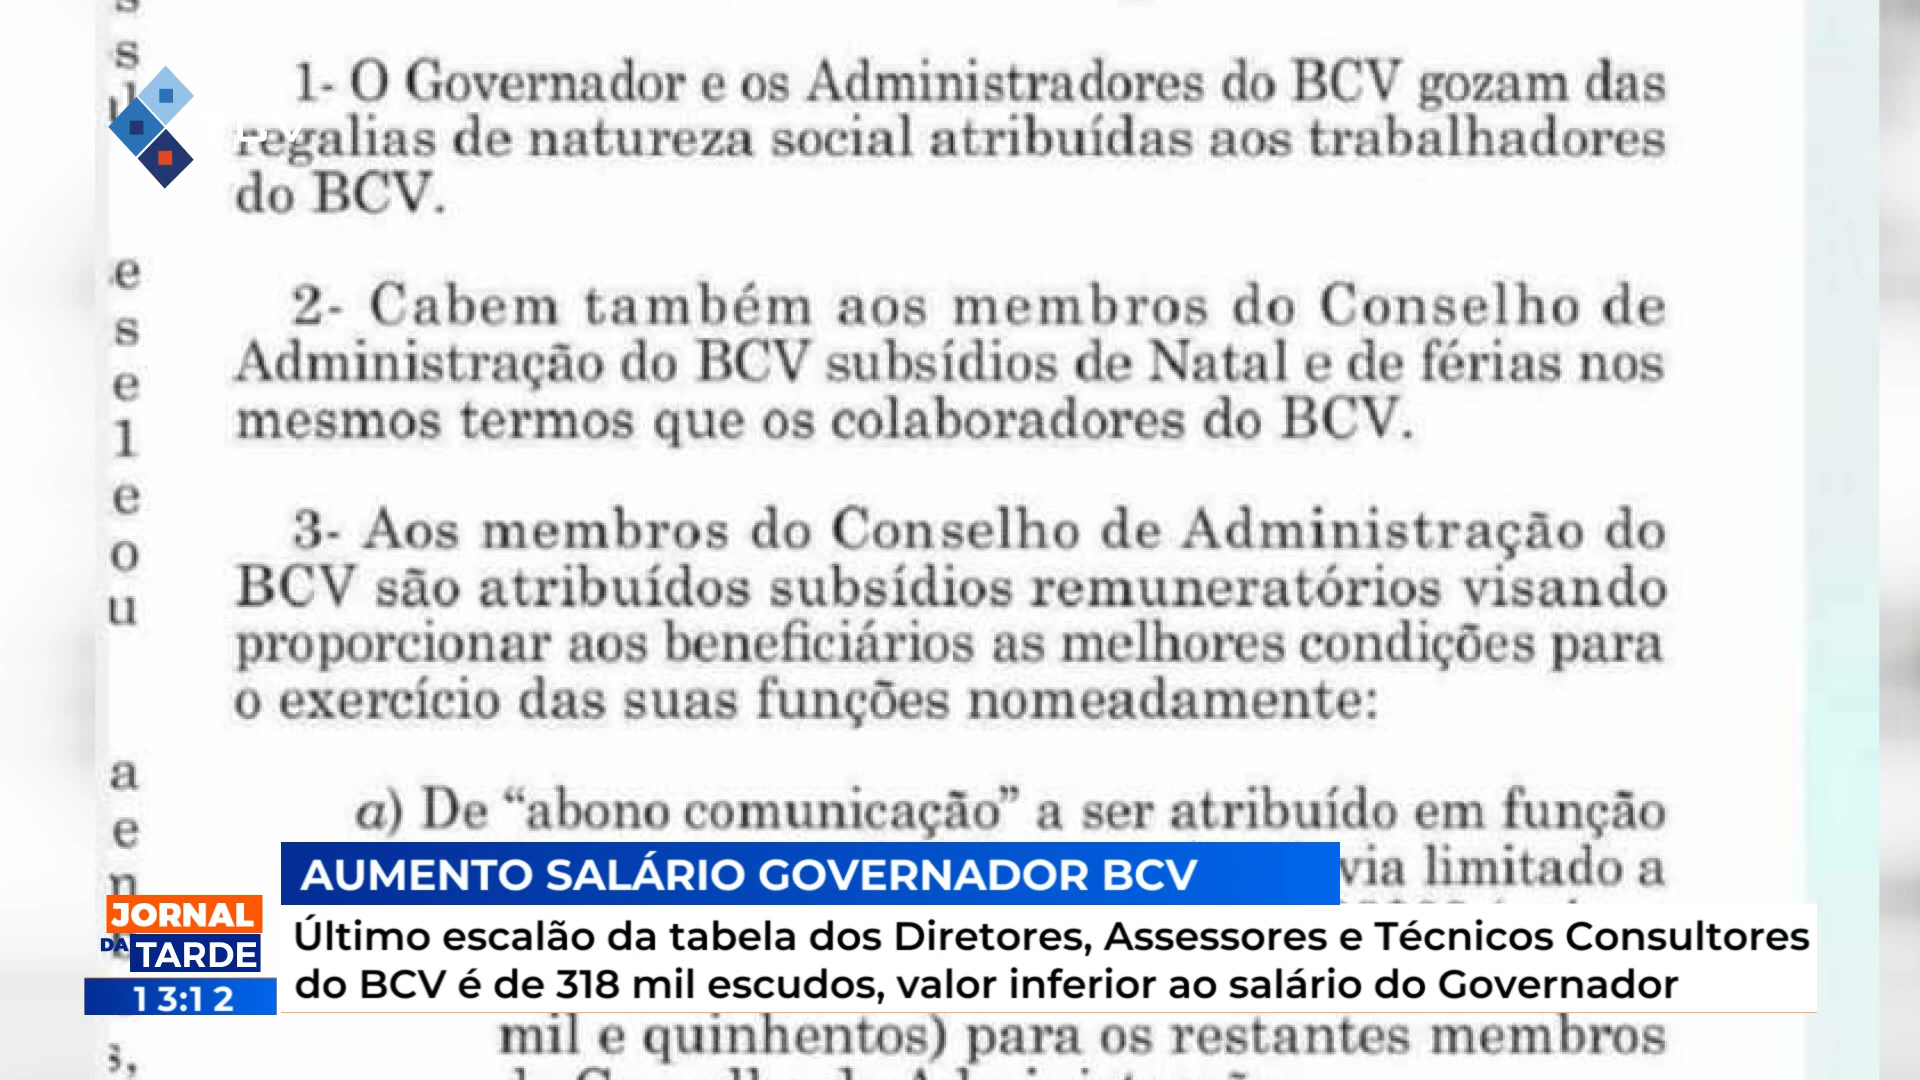 1- O Governador e os Administradores do BCV gozam das
regalias de natureza social atribuídas aos trabalhadores
do BCV.
2- Cabem também aos membros do Conselho de
Administração do BCV subsídios de Natal e de férias nos
mesmos termos que os colaboradores do BCV.
3- Aos membros do Conselho de Administração do
BCV são atribuídos subsídios remuneratórios visando
proporcionar aos beneficiários as melhores condições para
o exercício das suas funções nomeadamente:
a) De “abono comunicação” a ser atribuído em função
via limitado a
AUMENTO SALÁRIO GOVERNADOR BCV
Último escalão da tabela dos Diretores, Assessores e Técnicos Consultores
do BCV é de 318 mil escudos, valor inferior ao salário do Governador
JORNAL
DA TARDE
13:12
mil e quinhentos) para os restantes membros